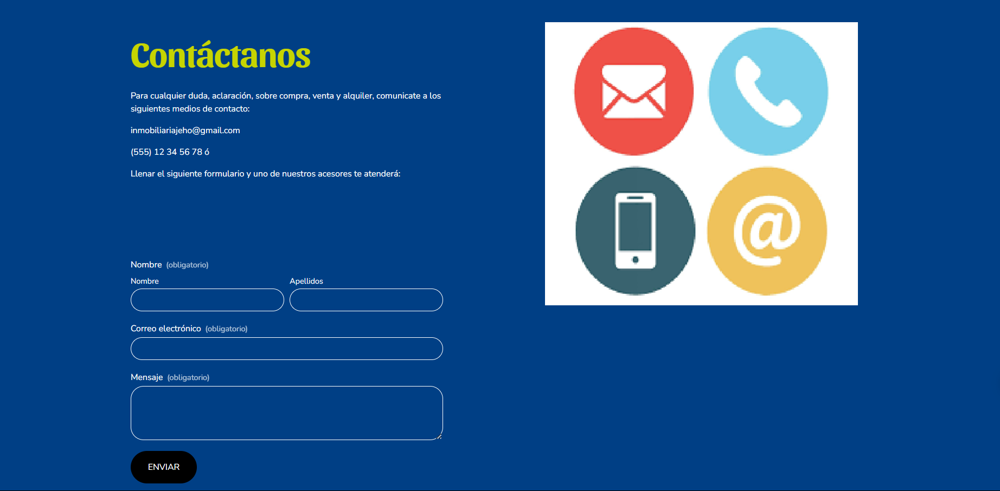 Contáctanos
Para cualquier duda, aclaración, sobre compra, venta y alquiler, comunicate a los
siguientes medios de contacto:
inmobiliariajeho@gmail.com
(555) 12 34 56 78 ó
Llenar el siguiente formulario y uno de nuestros acesores te atenderá:
Nombre (obligatorio)
Nombre Apellidos
Correo electrónico (obligatorio)
Mensaje (obligatorio)
ENVIAR
@